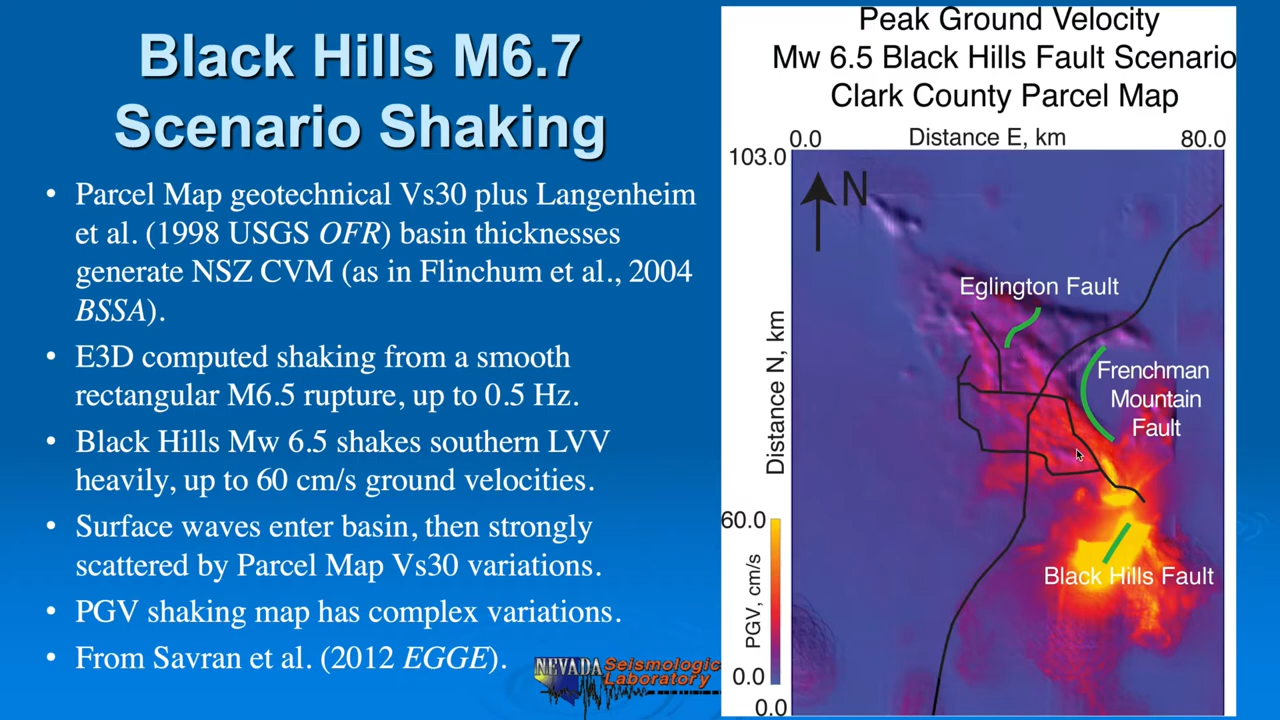 Black Hills M6.7
Scenario Shaking
• Parcel Map geotechnical Vs30 plus Langenheim
et al. (1998 USGS OFR) basin thicknesses
generate NSZ CVM (as in Flinchum et al., 2004
BSSA).
• E3D computed shaking from a smooth
rectangular M6.5 rupture, up to 0.5 Hz.
• Black Hills Mw 6.5 shakes southern LVV
heavily, up to 60 cm/s ground velocities.
• Surface waves enter basin, then strongly
scattered by Parcel Map Vs30 variations.
• PGV shaking map has complex variations.
• From Savran et al. (2012 EGGE).
NEVADA Seismologic
Laboratory
Peak Ground Velocity
Mw 6.5 Black Hills Fault Scenario
Clark County Parcel Map
0.0 Distance E, km 80.0
103.0
N
Distance N, km
Eglington Fault
Frenchman
Mountain
Fault
60.0
PGV, cm/s
Black Hills Fault
0.0
0.0